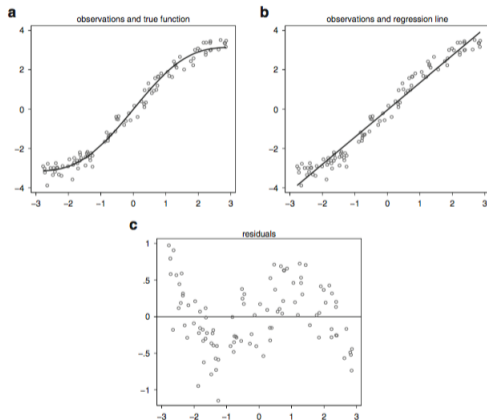 a
observations and true function
4
2
0
−2
−4
−3 −2 −1 0 1 2 3
b
observations and regression line
4
2
0
−2
−4
−3 −2 −1 0 1 2 3
c
residuals
1
.5
0
−.5
−1
−3 −2 −1 0 1 2 3